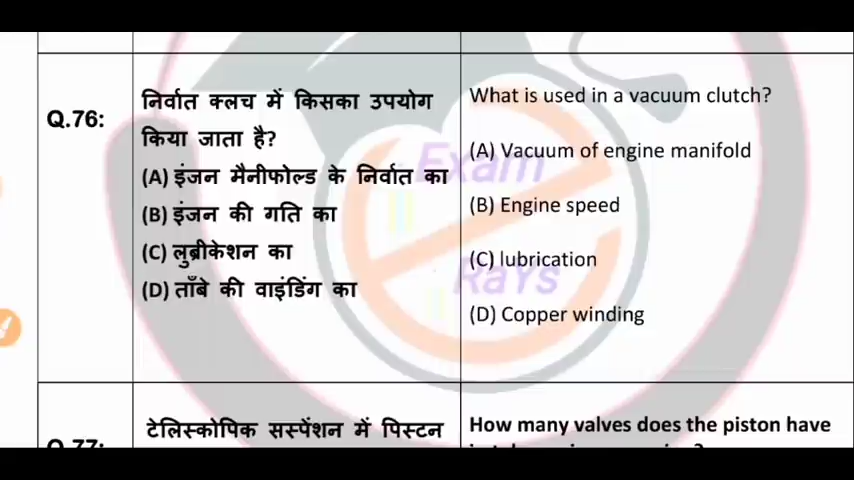 Q.76:
निर्वात क्लच में किसका उपयोग
किया जाता है?
(A) इंजन मैनीफोल्ड के निर्वात का
(B) इंजन की गति का
(C) लुब्रीकेशन का
(D) ताँबे की वाइंडिंग का
What is used in a vacuum clutch?
(A) Vacuum of engine manifold
(B) Engine speed
(C) lubrication
(D) Copper winding
Exam
RaYs
Q.77:
टेलिस्कोपिक सस्पेंशन में पिस्टन
How many valves does the piston have